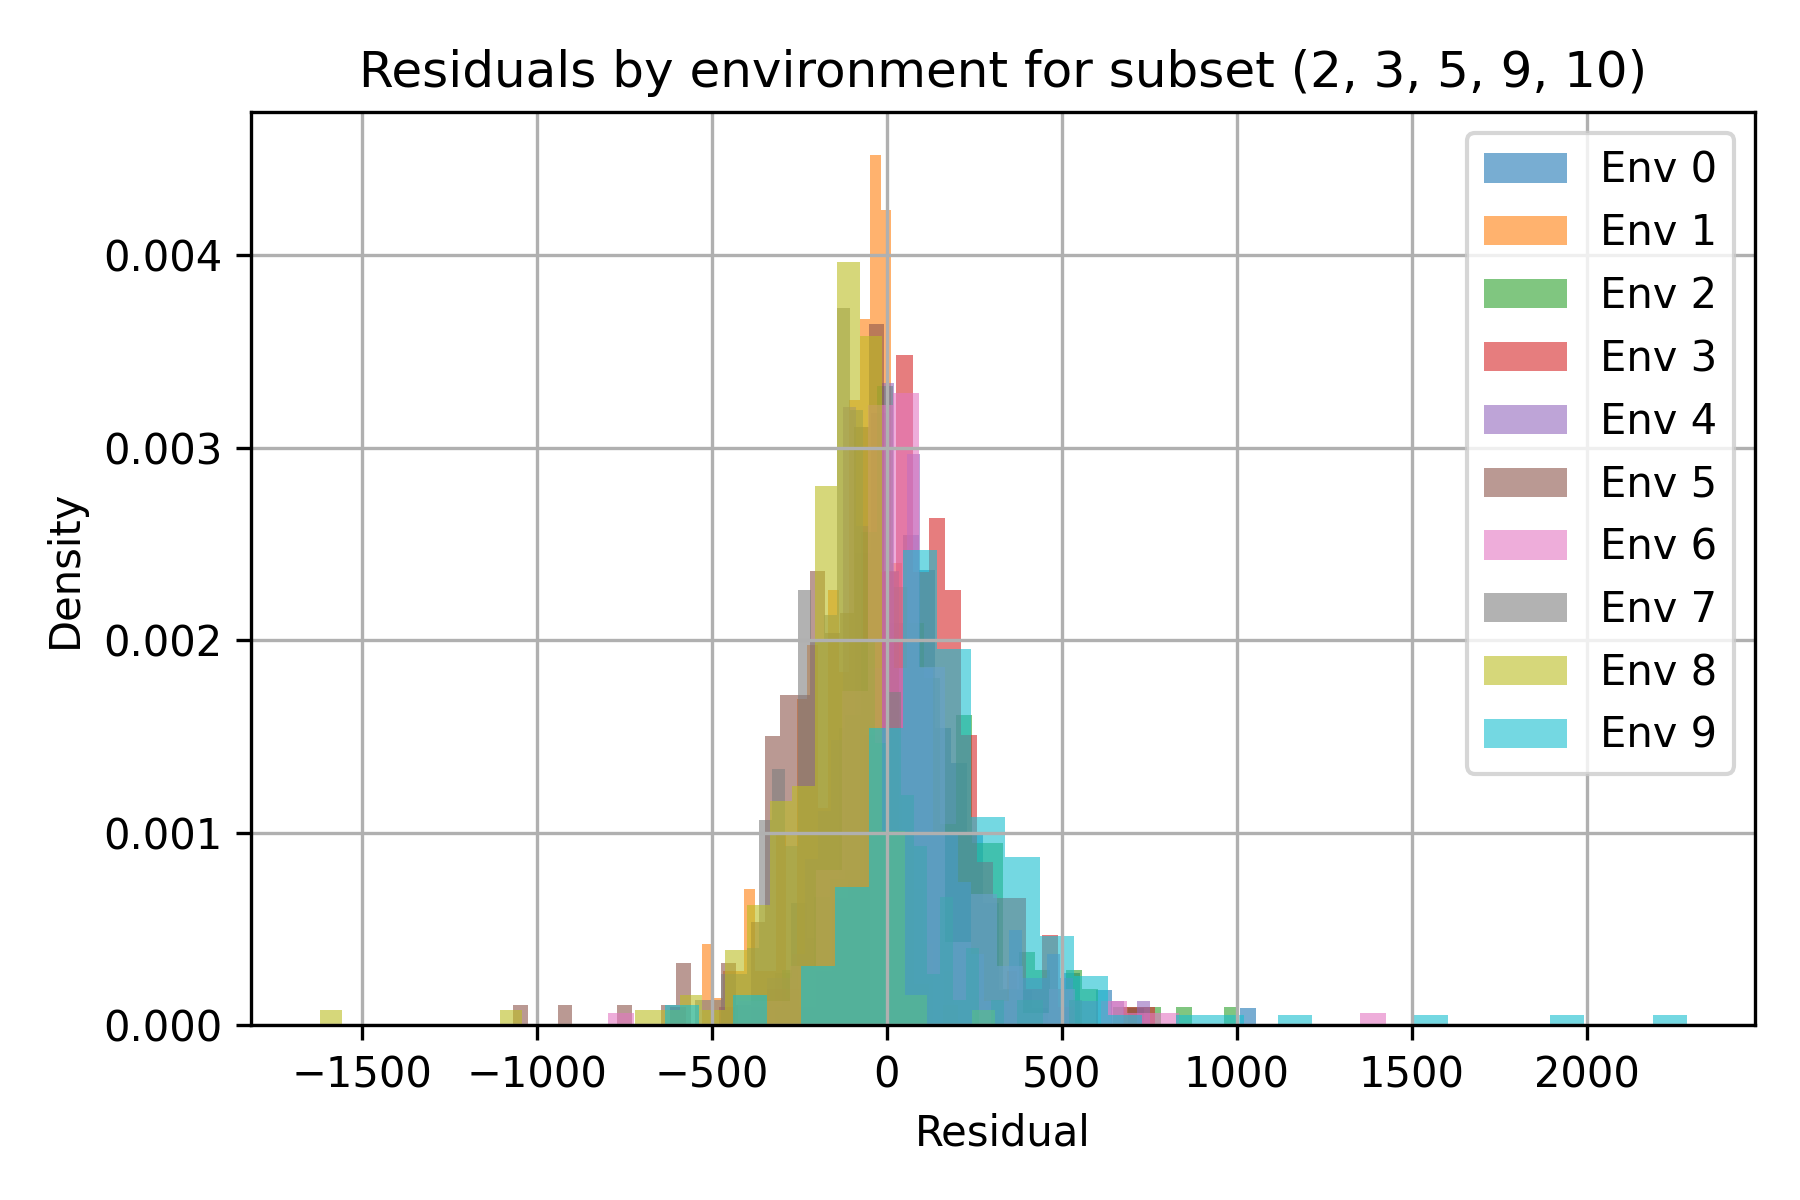 Residuals by environment for subset (2, 3, 5, 9, 10)
Env 0
Env 1
Env 2
Env 3
Env 4
Env 5
Env 6
Env 7
Env 8
Env 9
Density
0.004
0.003
0.002
0.001
0.000
−1500 −1000 −500 0 500 1000 1500 2000
Residual